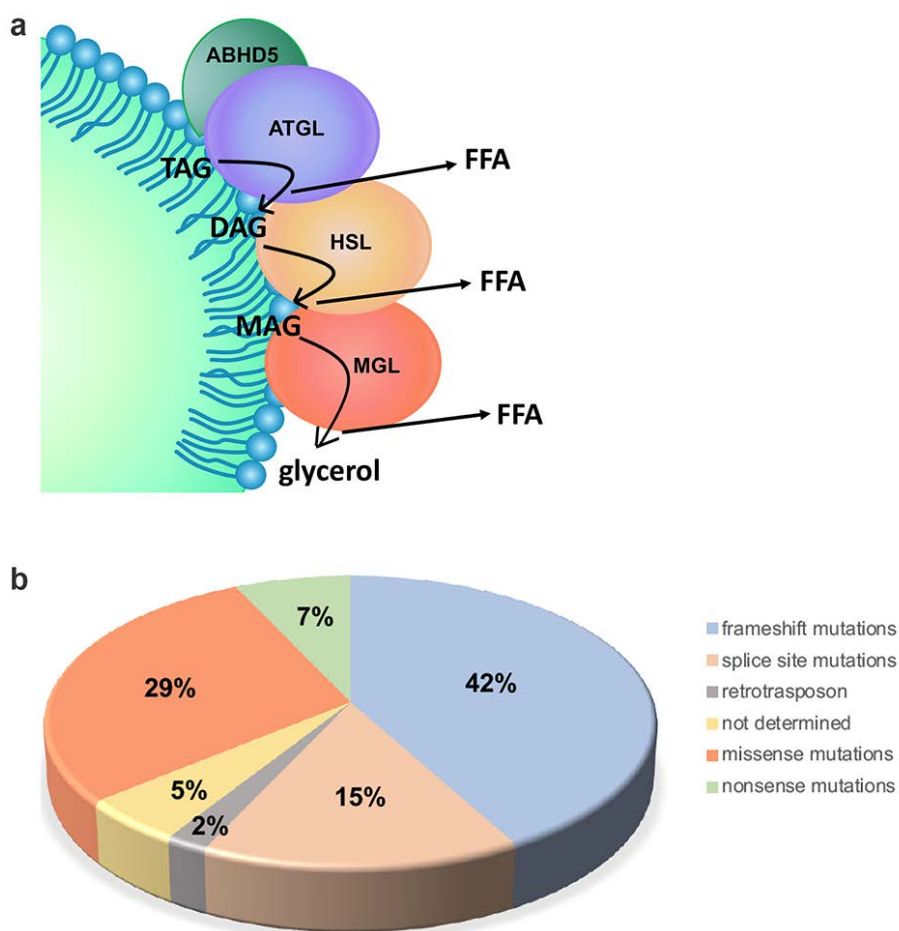 a
ABHD5
ATGL
TAG
FFA
DAG
HSL
FFA
MAG
MGL
FFA
glycerol
b
7%
42%
29%
5%
2%
15%
frameshift mutations
splice site mutations
retrotrasposon
not determined
missense mutations
nonsense mutations